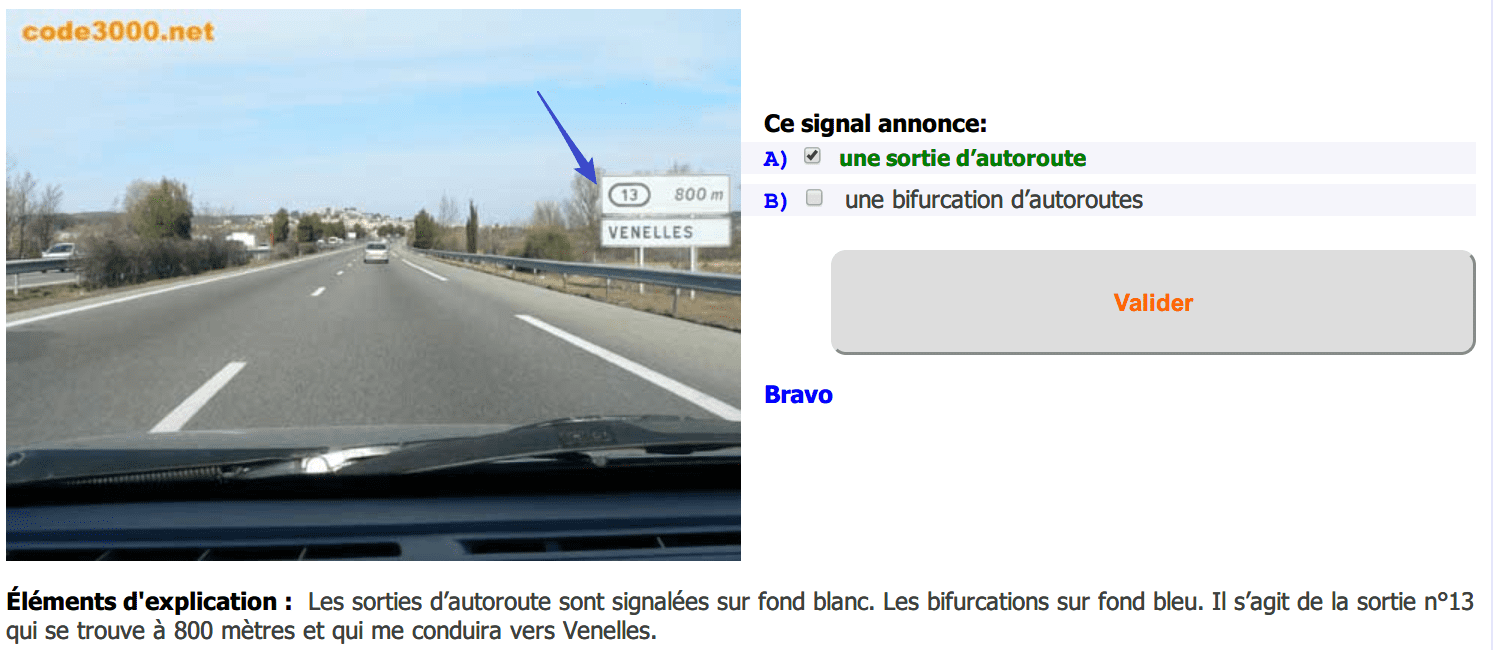 code3000.net
13 800 m
VENELLES
Ce signal annonce:
A) une sortie d’autoroute
B) une bifurcation d’autoroutes
Valider
Bravo
Éléments d'explication : Les sorties d’autoroute sont signalées sur fond blanc. Les bifurcations sur fond bleu. Il s’agit de la sortie n°13
qui se trouve à 800 mètres et qui me conduira vers Venelles.